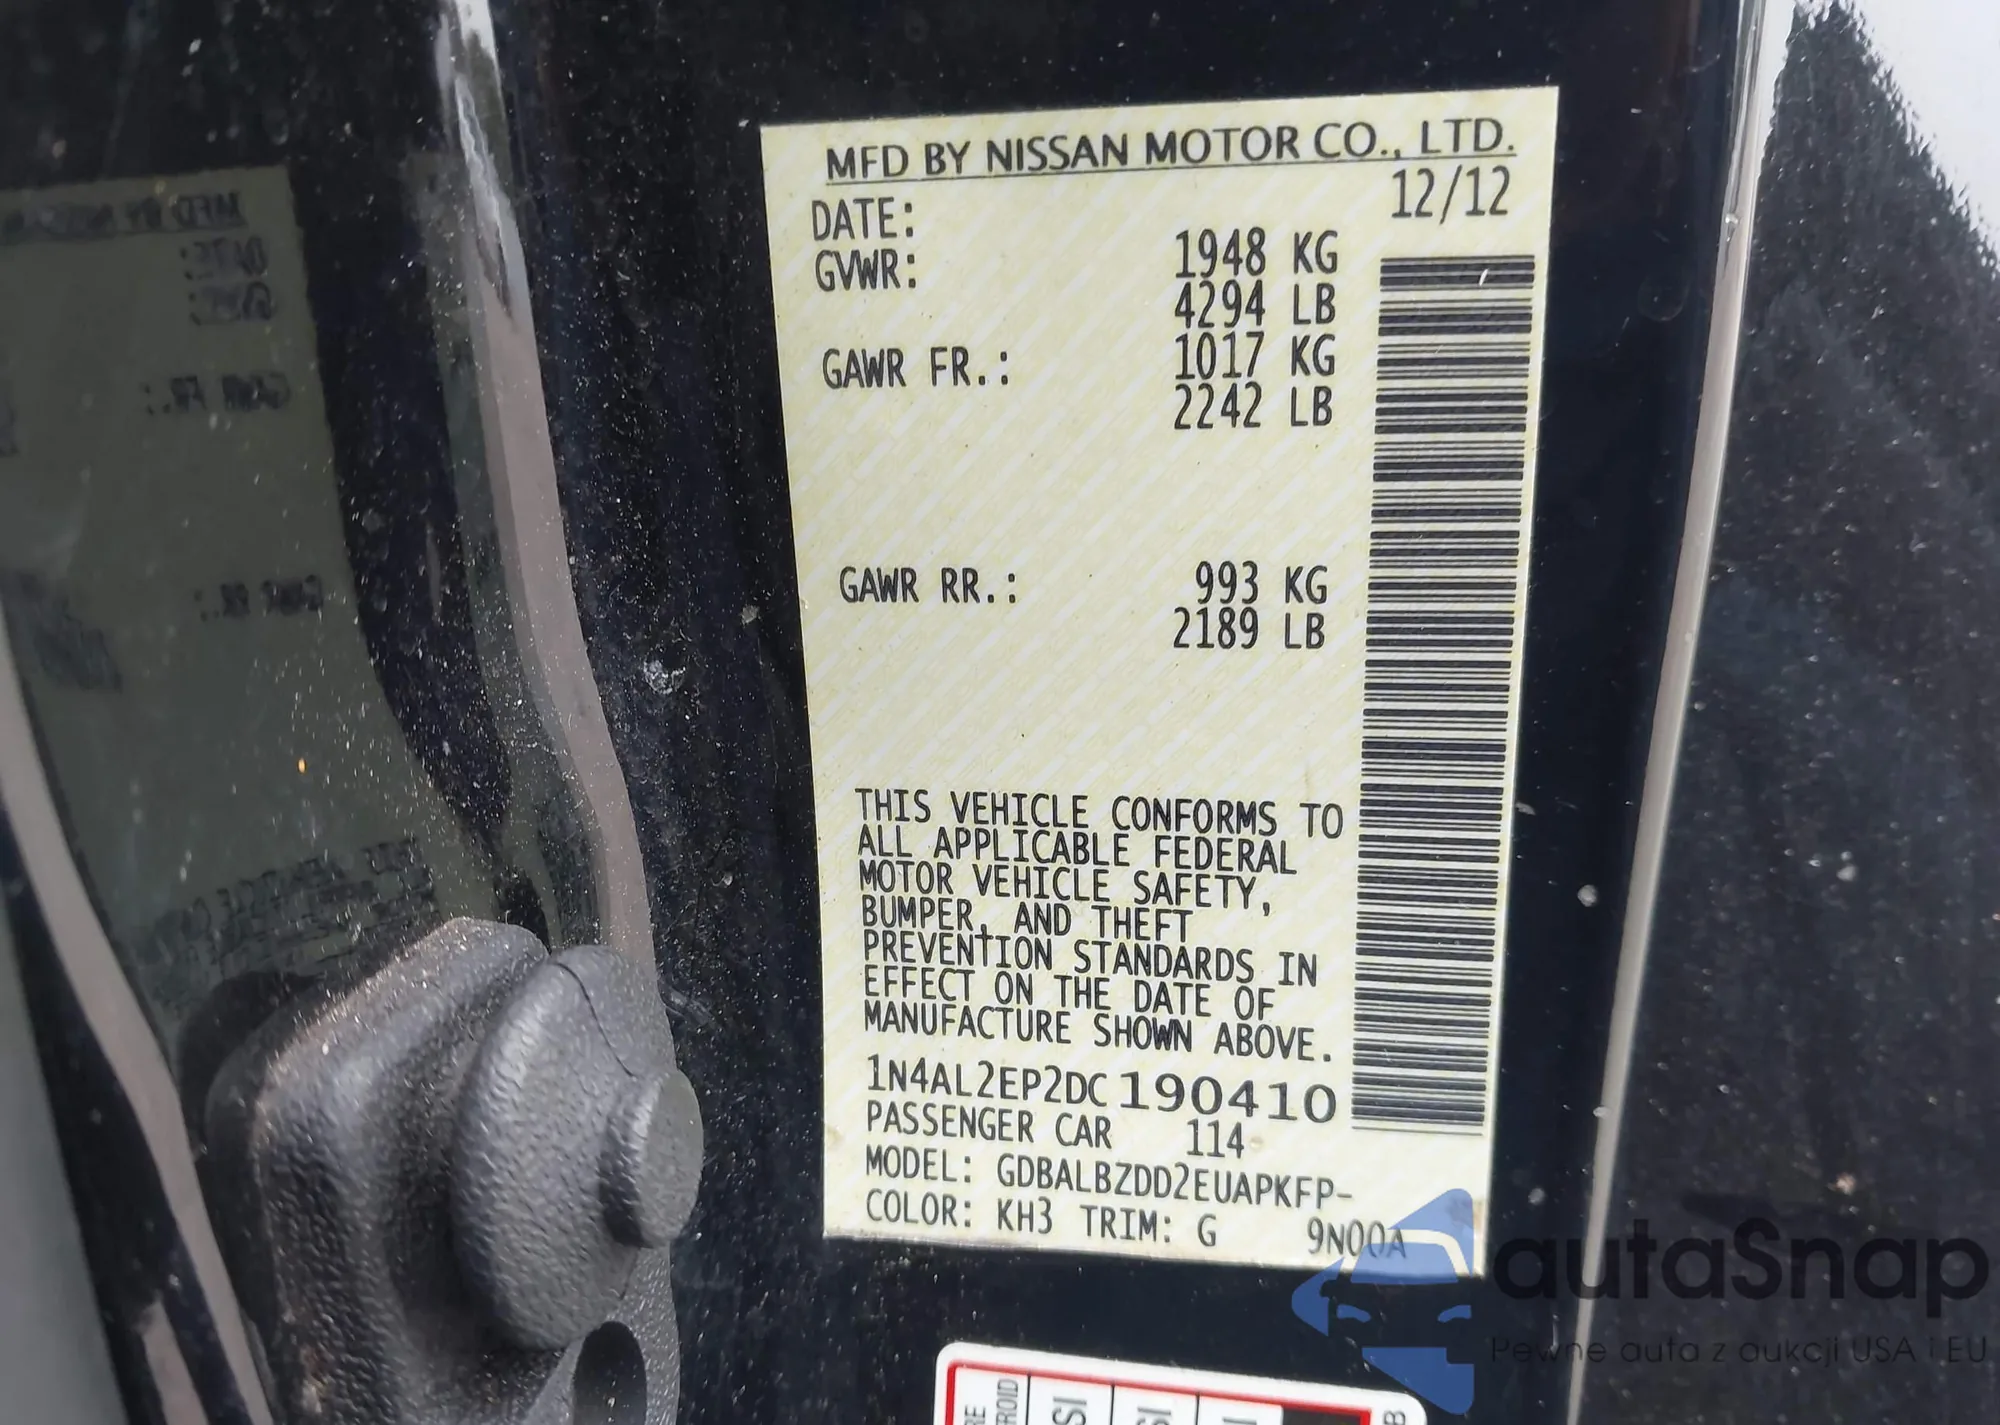 MFD BY NISSAN MOTOR CO., LTD.
DATE: 12/12
GVWR: 1948 KG
4294 LB
GAWR FR.: 1017 KG
2242 LB
GAWR RR.: 993 KG
2189 LB
THIS VEHICLE CONFORMS TO
ALL APPLICABLE FEDERAL
MOTOR VEHICLE SAFETY,
BUMPER, AND THEFT
PREVENTION STANDARDS IN
EFFECT ON THE DATE OF
MANUFACTURE SHOWN ABOVE.
1N4AL2EP2DC190410
PASSENGER CAR 114
MODEL: GDBALBZDD2EUAPKFP-
COLOR: KH3 TRIM: G 9N00A
autaSnap
Pewne auta z aukcji USA i EU